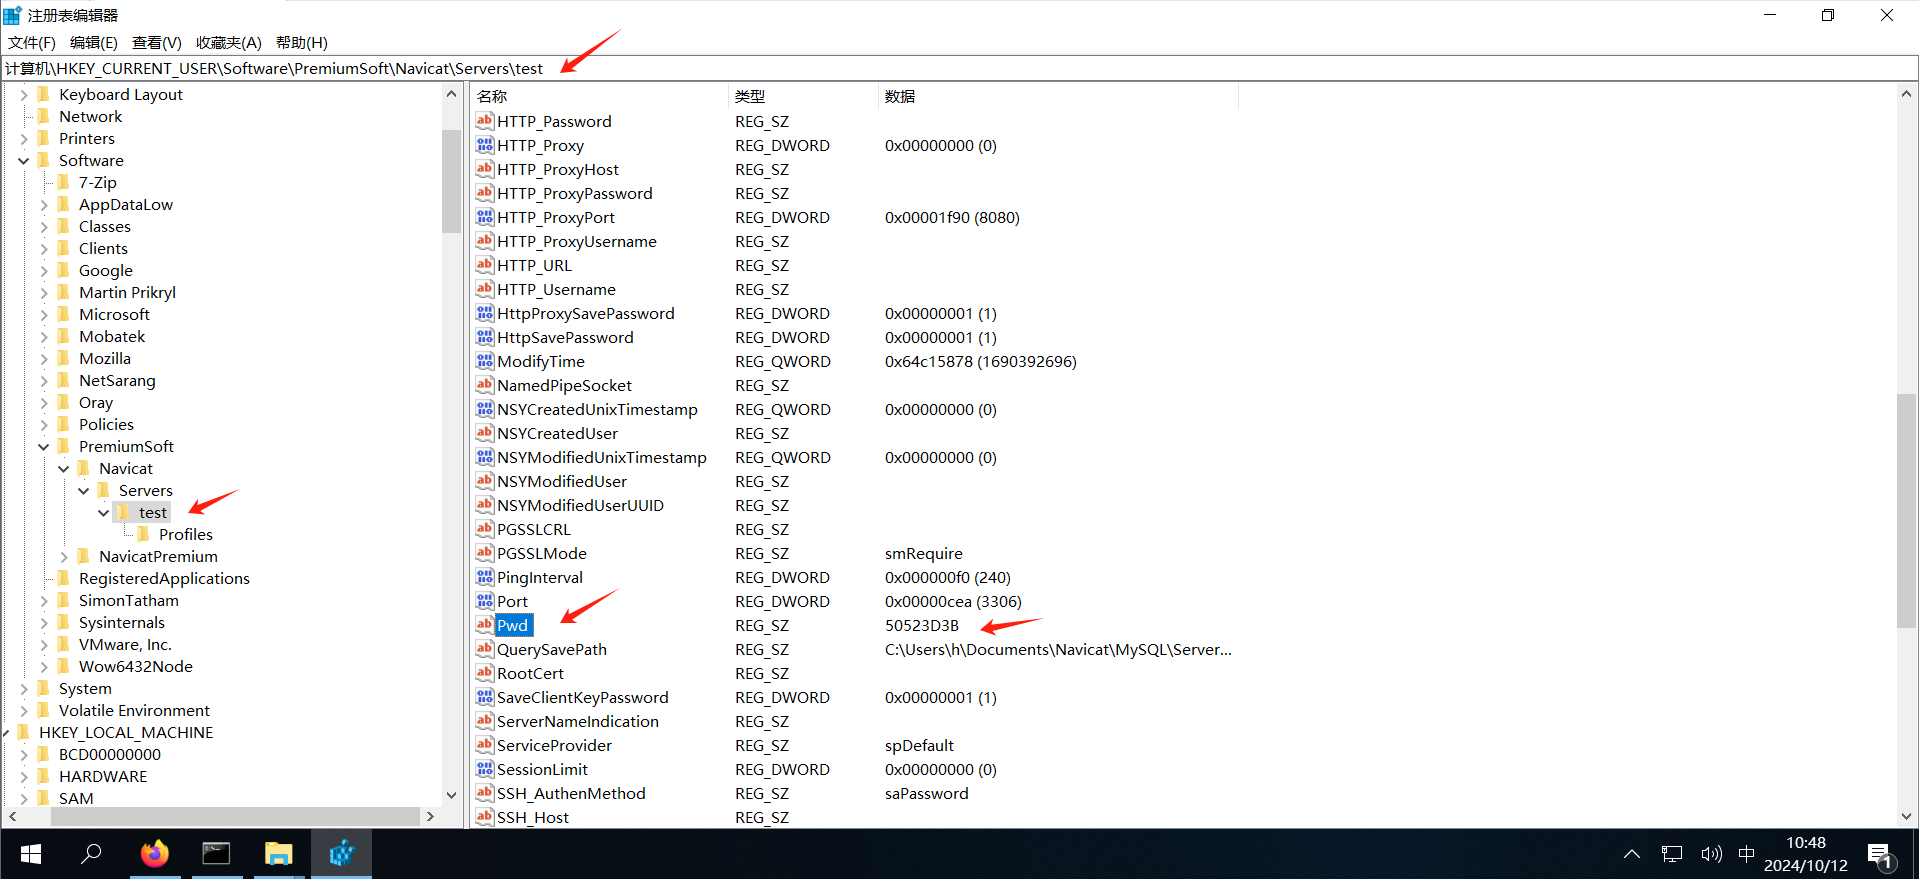 注册表编辑器
文件(F) 编辑(E) 查看(V) 收藏夹(A) 帮助(H)
计算机\HKEY_CURRENT_USER\Software\PremiumSoft\Navicat\Servers\test
Keyboard Layout
Network
Printers
Software
7-Zip
AppDataLow
Classes
Clients
Google
Martin Prikryl
Microsoft
Mobatek
Mozilla
NetSarang
Oray
Policies
PremiumSoft
Navicat
Servers
test
Profiles
NavicatPremium
RegisteredApplications
SimonTatham
Sysinternals
VMware, Inc.
Wow6432Node
System
Volatile Environment
HKEY_LOCAL_MACHINE
BCD00000000
HARDWARE
SAM
名称 类型 数据
HTTP_Password REG_SZ
HTTP_Proxy REG_DWORD 0x00000000 (0)
HTTP_ProxyHost REG_SZ
HTTP_ProxyPassword REG_SZ
HTTP_ProxyPort REG_DWORD 0x00001f90 (8080)
HTTP_ProxyUsername REG_SZ
HTTP_URL REG_SZ
HTTP_Username REG_SZ
HttpProxySavePassword REG_DWORD 0x00000001 (1)
HttpSavePassword REG_DWORD 0x00000001 (1)
ModifyTime REG_QWORD 0x64c15878 (1690392696)
NamedPipeSocket REG_SZ
NSYCreatedUnixTimestamp REG_QWORD 0x00000000 (0)
NSYCreatedUser REG_SZ
NSYModifiedUnixTimestamp REG_QWORD 0x00000000 (0)
NSYModifiedUser REG_SZ
NSYModifiedUserUUID REG_SZ
PGSSLCRL REG_SZ
PGSSLMode REG_SZ smRequire
PingInterval REG_DWORD 0x000000f0 (240)
Port REG_DWORD 0x00000cea (3306)
Pwd REG_SZ 50523D3B
QuerySavePath REG_SZ C:\Users\h\Documents\Navicat\MySQL\Server...
RootCert REG_SZ
SaveClientKeyPassword REG_DWORD 0x00000001 (1)
ServerNameIndication REG_SZ
ServiceProvider REG_SZ spDefault
SessionLimit REG_DWORD 0x00000000 (0)
SSH_AuthenMethod REG_SZ saPassword
SSH_Host REG_SZ
中
10:48
2024/10/12
1